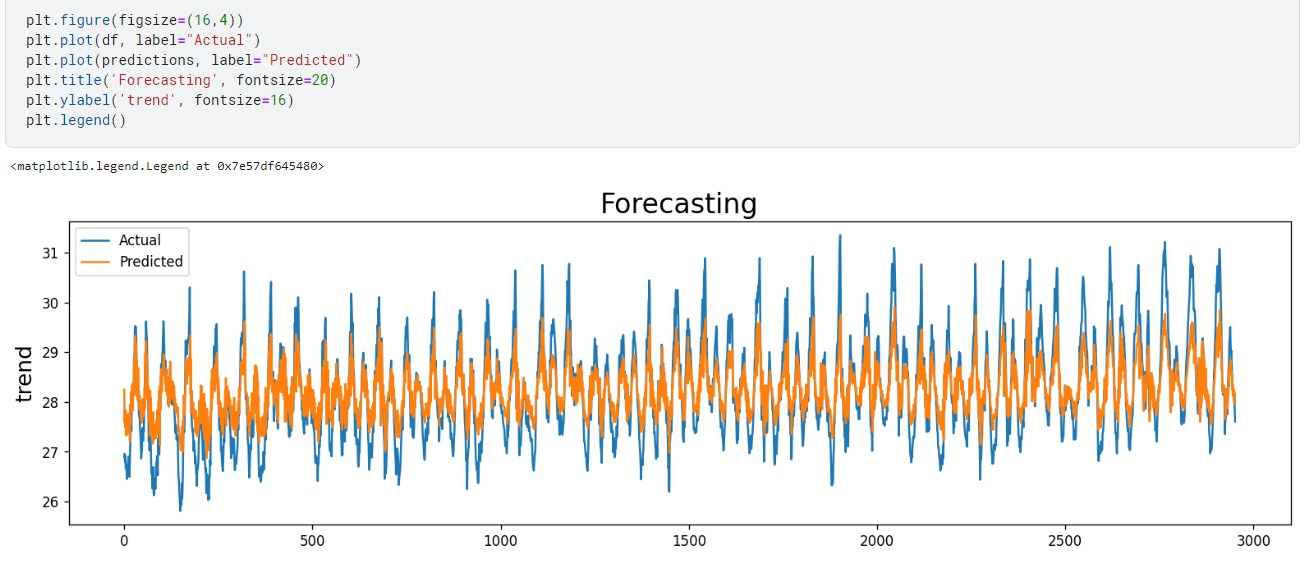 plt.figure(figsize=(16,4))
plt.plot(df, label="Actual")
plt.plot(predictions, label="Predicted")
plt.title('Forecasting', fontsize=20)
plt.ylabel('trend', fontsize=16)
plt.legend()
<matplotlib.legend.Legend at 0x7e57df645480>
Forecasting
Actual
Predicted
trend
31
30
29
28
27
26
0 500 1000 1500 2000 2500 3000